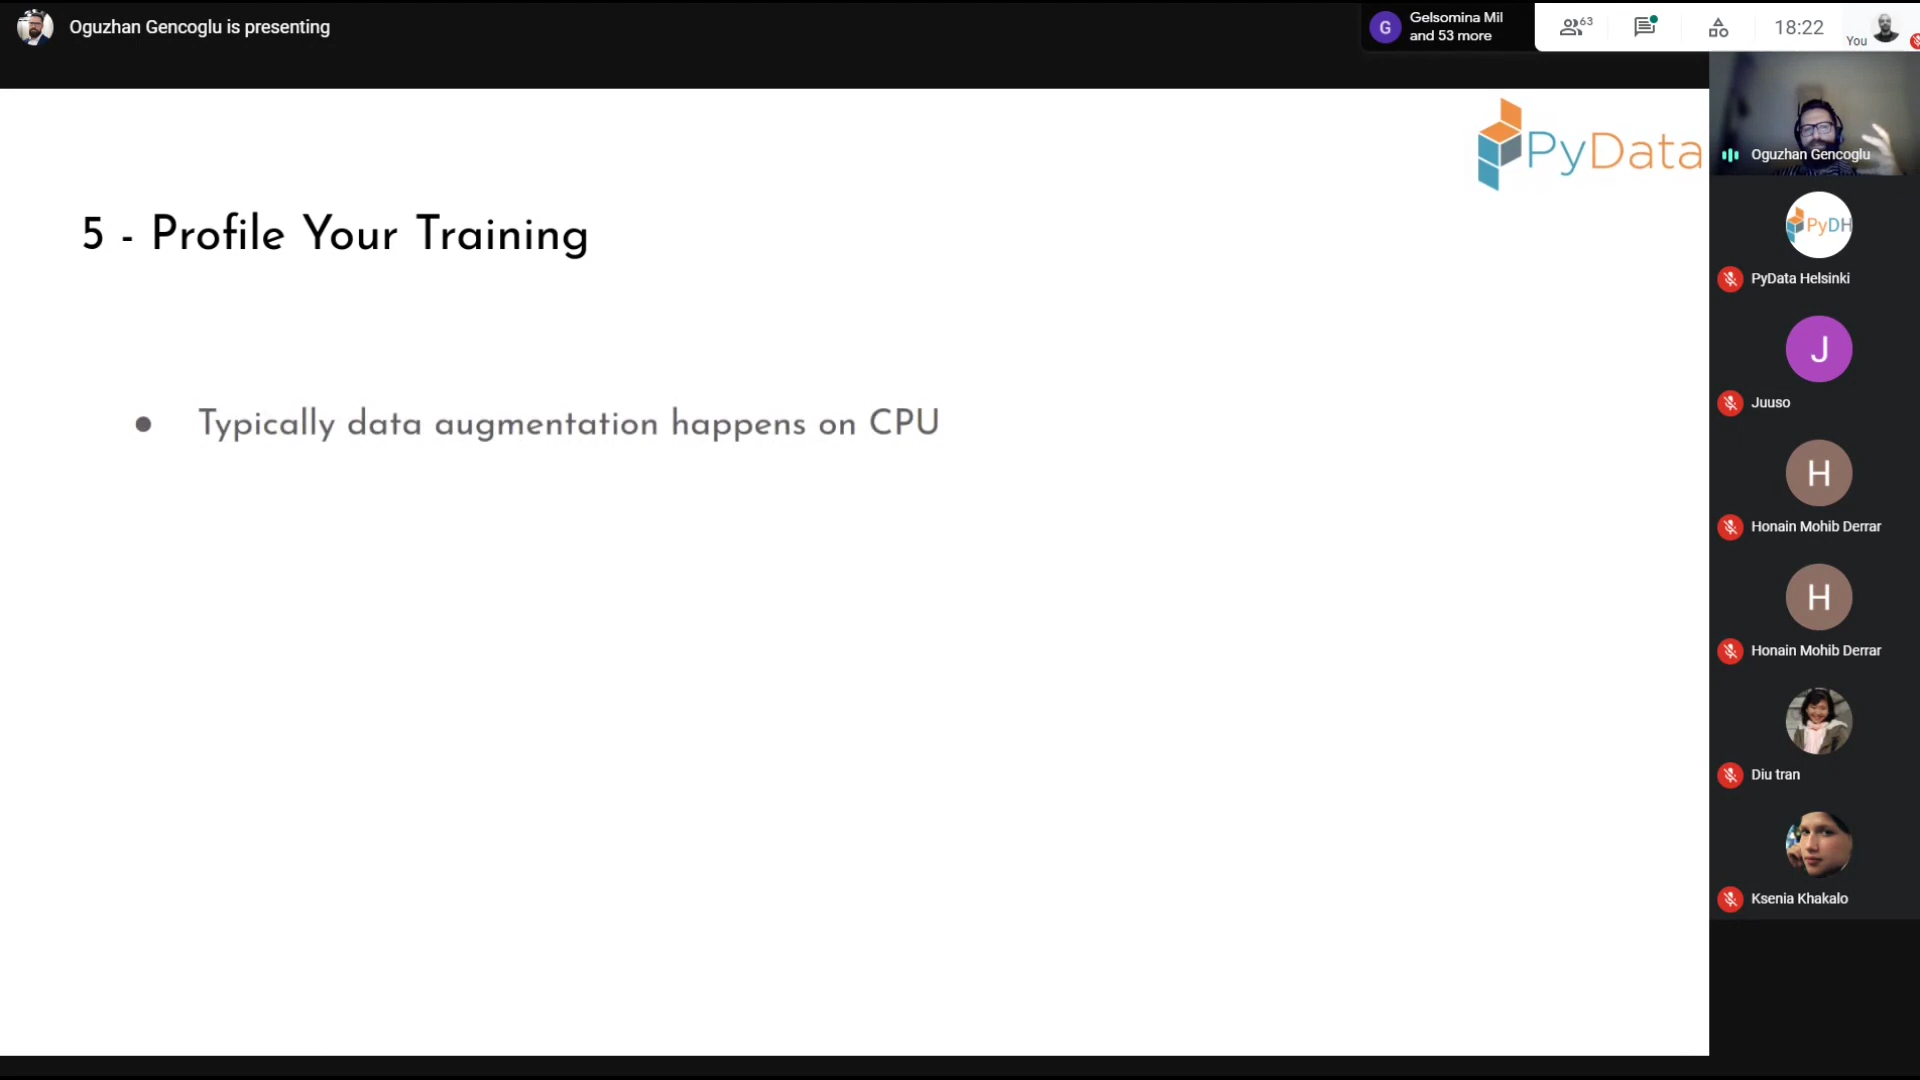 Oguzhan Gencoglu is presenting
G
Gelsomina Mil
and 53 more
63
18:22
You
PyData
5 - Profile Your Training
● Typically data augmentation happens on CPU
Oguzhan Gencoglu
PyDH
PyData Helsinki
J
Juuso
H
Honain Mohib Derrar
H
Honain Mohib Derrar
Diu tran
Ksenia Khakalo